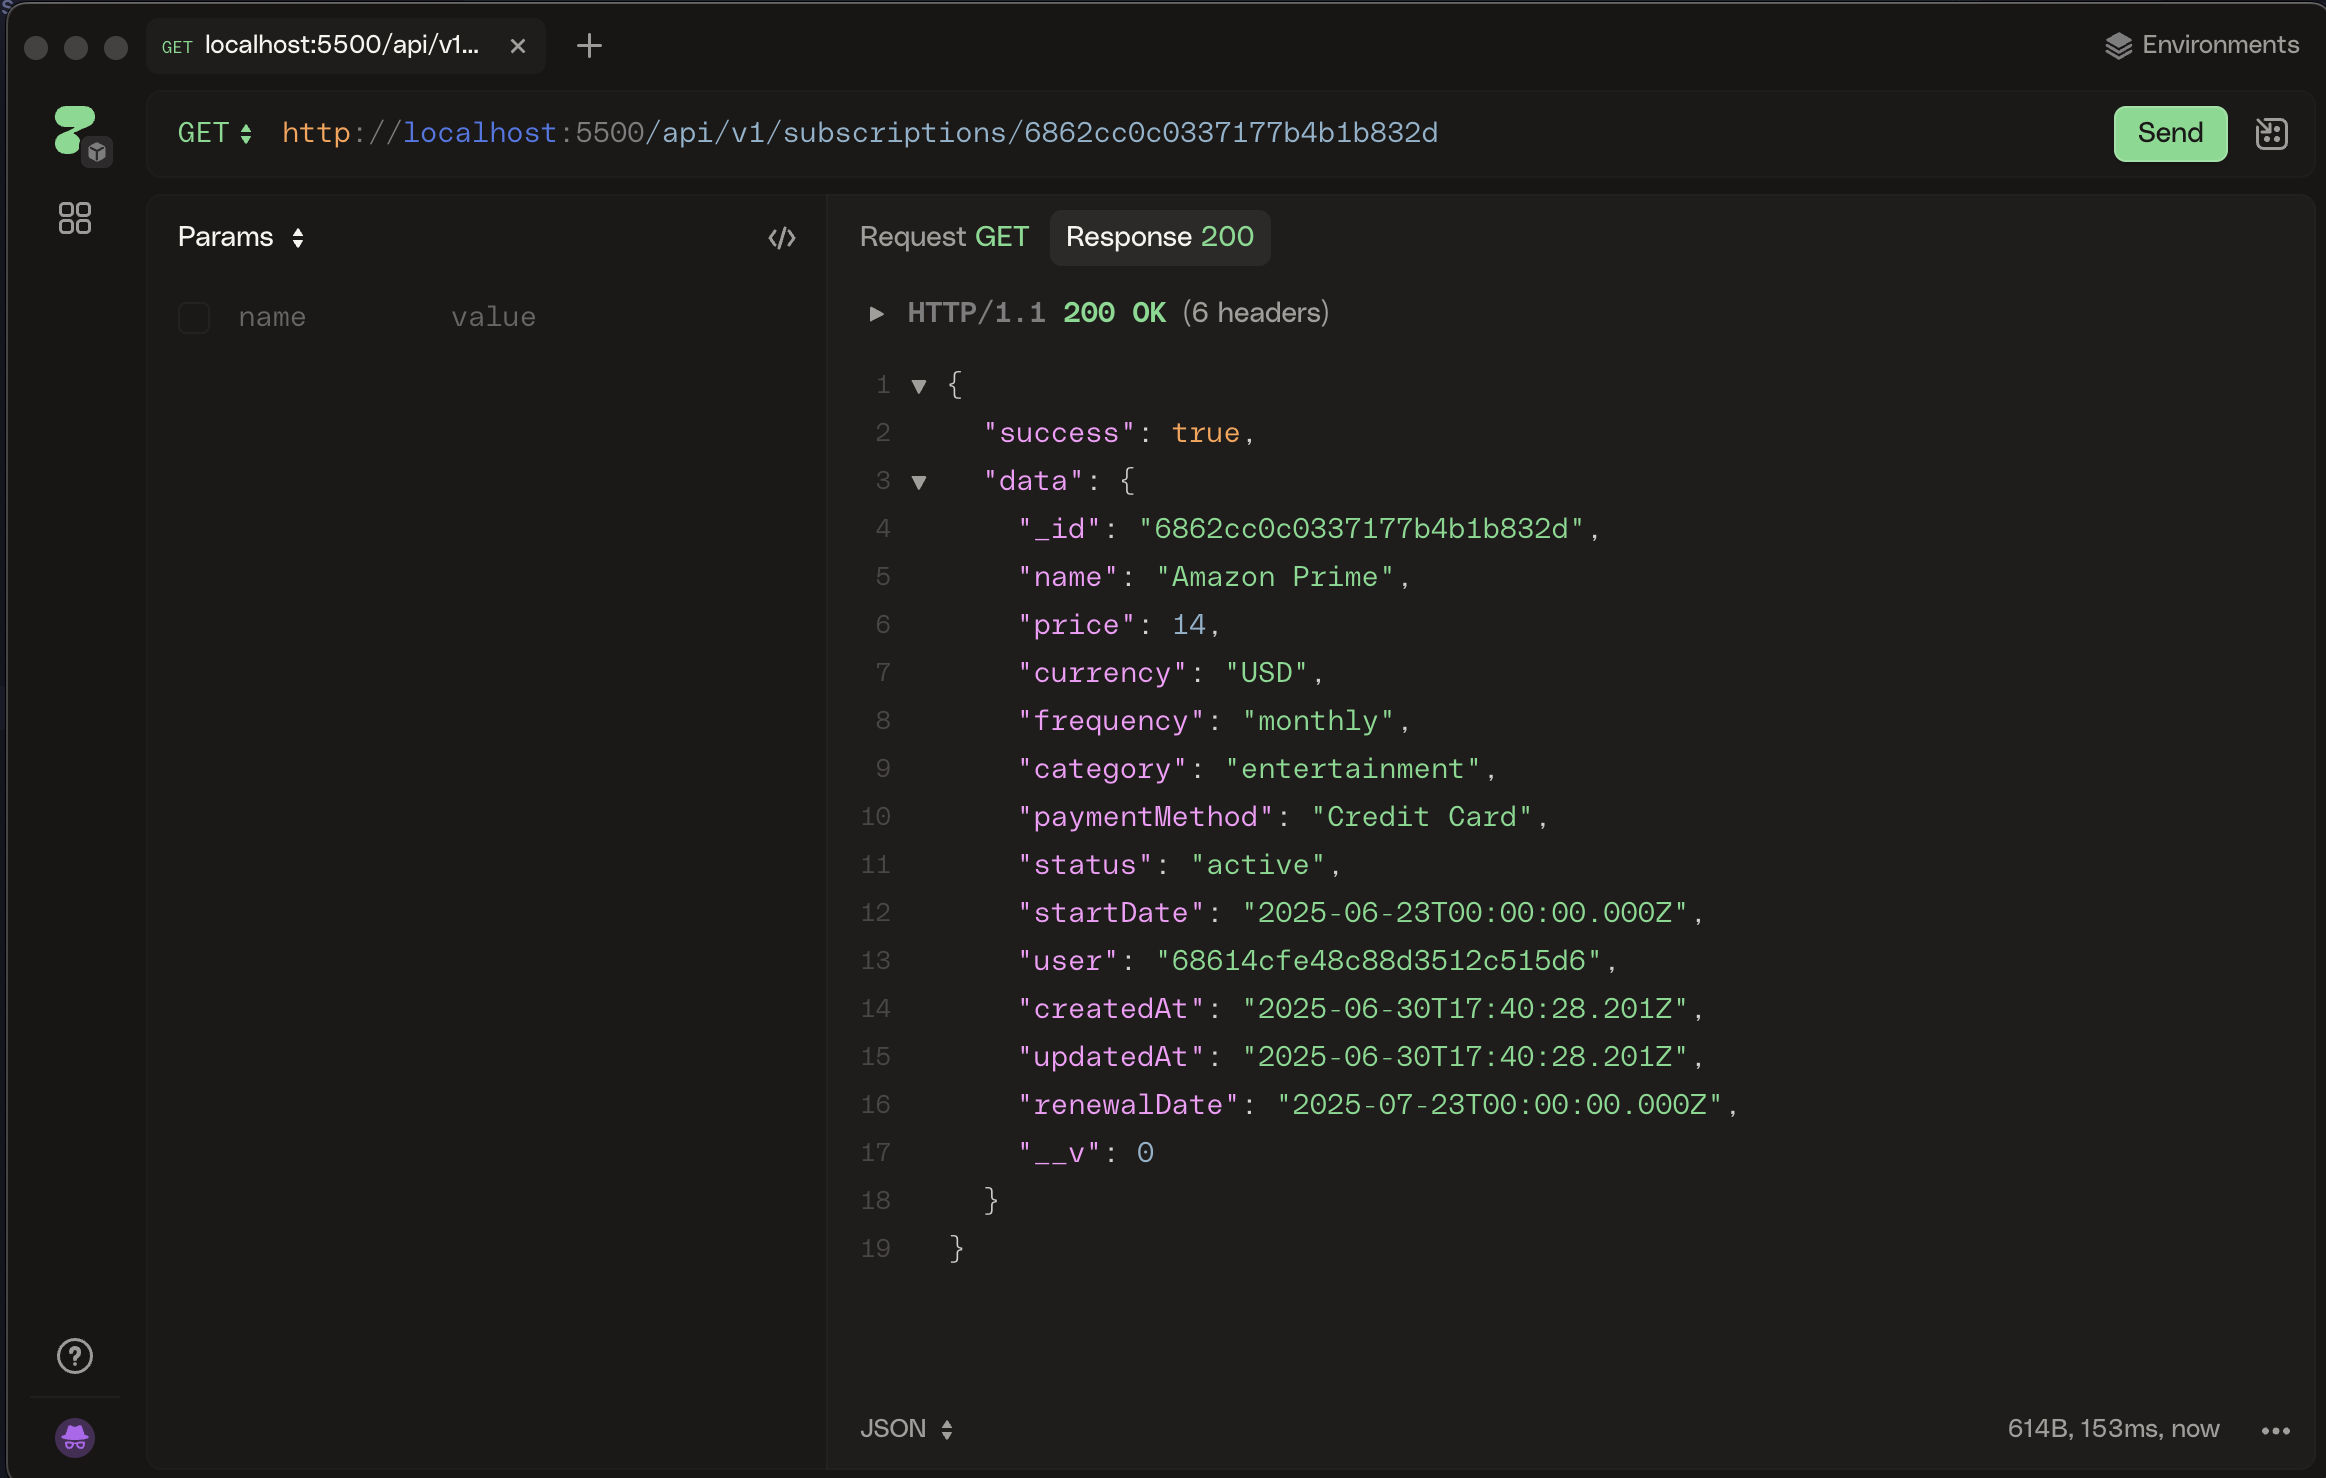 GET localhost:5500/api/v1... Environments
GET http://localhost:5500/api/v1/subscriptions/6862cc0c0337177b4b1b832d Send
Params
name value
Request GET Response 200
HTTP/1.1 200 OK (6 headers)
1 {
2 "success": true,
3 "data": {
4 "_id": "6862cc0c0337177b4b1b832d",
5 "name": "Amazon Prime",
6 "price": 14,
7 "currency": "USD",
8 "frequency": "monthly",
9 "category": "entertainment",
10 "paymentMethod": "Credit Card",
11 "status": "active",
12 "startDate": "2025-06-23T00:00:00.000Z",
13 "user": "68614cfe48c88d3512c515d6",
14 "createdAt": "2025-06-30T17:40:28.201Z",
15 "updatedAt": "2025-06-30T17:40:28.201Z",
16 "renewalDate": "2025-07-23T00:00:00.000Z",
17 "__v": 0
18 }
19 }
JSON 614B, 153ms, now